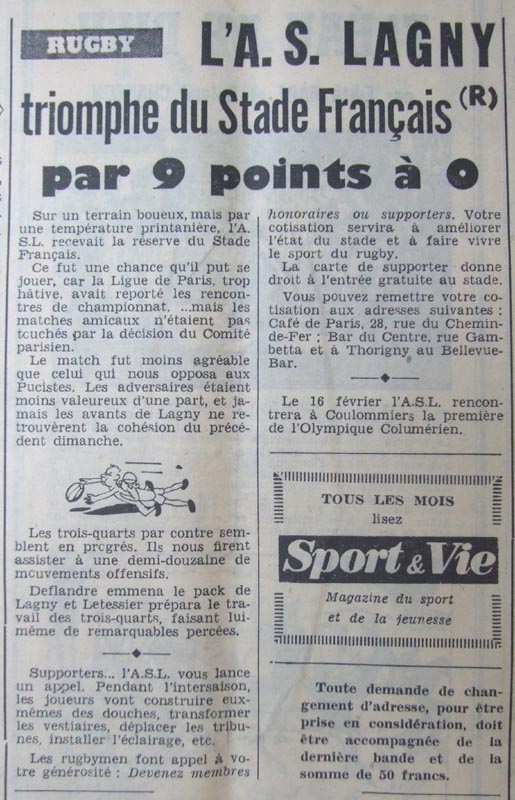 RUGBY
L'A. S. LAGNY
triomphe du Stade Français (R)
par 9 points à 0
Sur un terrain boueux, mais par
une température printanière, l'A.
S.L. recevait la réserve du Stade
Français.
Ce fut une chance qu'il put se
jouer, car la Ligue de Paris, trop
hâtive, avait reporté les rencon-
tres de championnat, ...mais les
matches amicaux n'étaient pas
touchés par la décision du Comité
parisien.
Le match fut moins agréable
que celui qui nous opposa aux
Pucistes. Les adversaires étaient
moins valeureux d'une part, et ja-
mais les avants de Lagny ne re-
trouvèrent la cohésion du précé-
dent dimanche.
Les trois-quarts par contre sem-
blent en progrès. Ils nous firent
assister à une demi-douzaine de
mouvements offensifs.
Deflandre emmena le pack de
Lagny et Letessier prépara le tra-
vail des trois-quarts, faisant lui-
même de remarquables percées.
Supporters... l'A.S.L. vous lance
un appel. Pendant l'intersaison,
les joueurs vont construire eux-
mêmes des douches, transformer
les vestiaires, déplacer les tribu-
nes, installer l'éclairage, etc.
Les rugbymen font appel à vo-
tre générosité : Devenez membres
honoraires ou supporters. Votre
cotisation servira à améliorer
l'état du stade et à faire vivre
le sport du rugby.
La carte de supporter donne
droit à l'entrée gratuite au stade.
Vous pouvez remettre votre co-
tisation aux adresses suivantes :
Café de Paris, 28, rue du Chemin-
de-Fer ; Bar du Centre, rue Gam-
betta et à Thorigny au Bellevue-
Bar.
Le 16 février l'A.S.L. rencon-
trera à Coulommiers la première
de l'Olympique Columérien.
TOUS LES MOIS
lisez
Sport & Vie
Magazine du sport
et de la jeunesse
Toute demande de chan-
gement d'adresse, pour être
prise en considération, doit
être accompagnée de la
dernière bande et de la
somme de 50 francs.